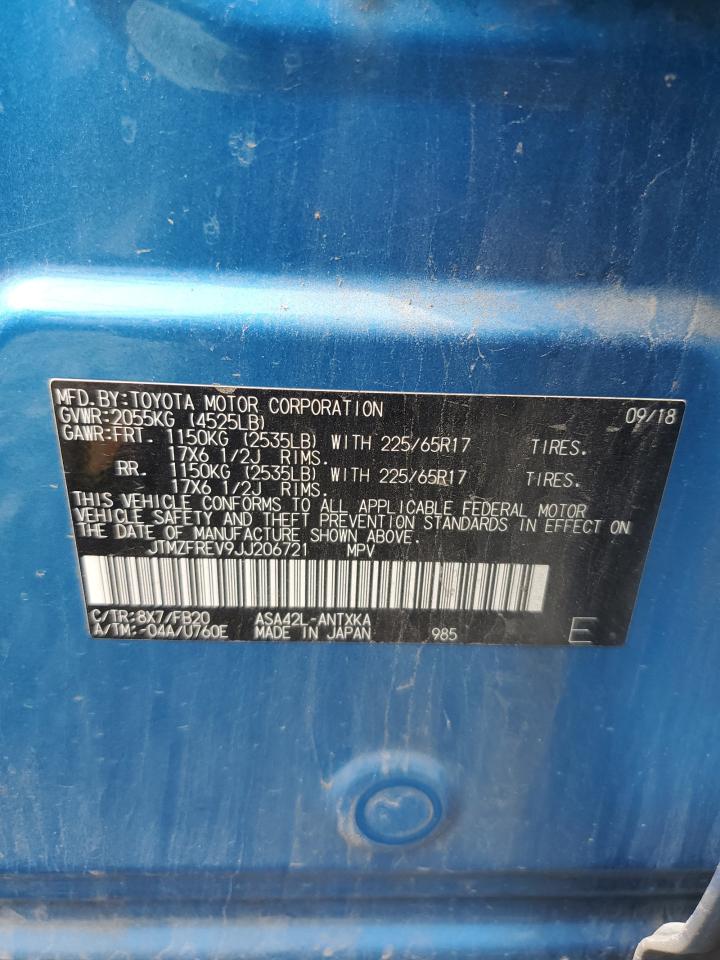 MFD.BY:TOYOTA MOTOR CORPORATION 09/18
GVWR:2055KG (4525LB)
GAWR:FRT. 1150KG (2535LB) WITH 225/65R17 TIRES.
17X6 1/2J RIMS.
RR. 1150KG (2535LB) WITH 225/65R17 TIRES.
17X6 1/2J RIMS.
THIS VEHICLE CONFORMS TO ALL APPLICABLE FEDERAL MOTOR
VEHICLE SAFETY AND THEFT PREVENTION STANDARDS IN EFFECT ON
THE DATE OF MANUFACTURE SHOWN ABOVE.
JTMZFREV9JJ206721 MPV
C/TR:8X7/FB20 ASA42L-ANTXKA
A/TM:-04A/U760E MADE IN JAPAN 985 E